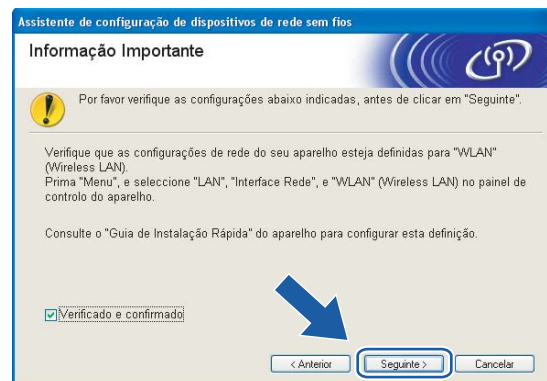 Assistente de configuração de dispositivos de rede sem fios
Informação Importante
Por favor verifique as configurações abaixo indicadas, antes de clicar em "Seguinte".
Verifique que as configurações de rede do seu aparelho esteja definidas para "WLAN"
(Wireless LAN).
Prima "Menu", e seleccione "LAN", "Interface Rede", e "WLAN" (Wireless LAN) no painel de
controlo do aparelho.
Consulte o "Guia de Instalação Rápida" do aparelho para configurar esta definição.
Verificado e confirmado
< Anterior
Seguinte >
Cancelar